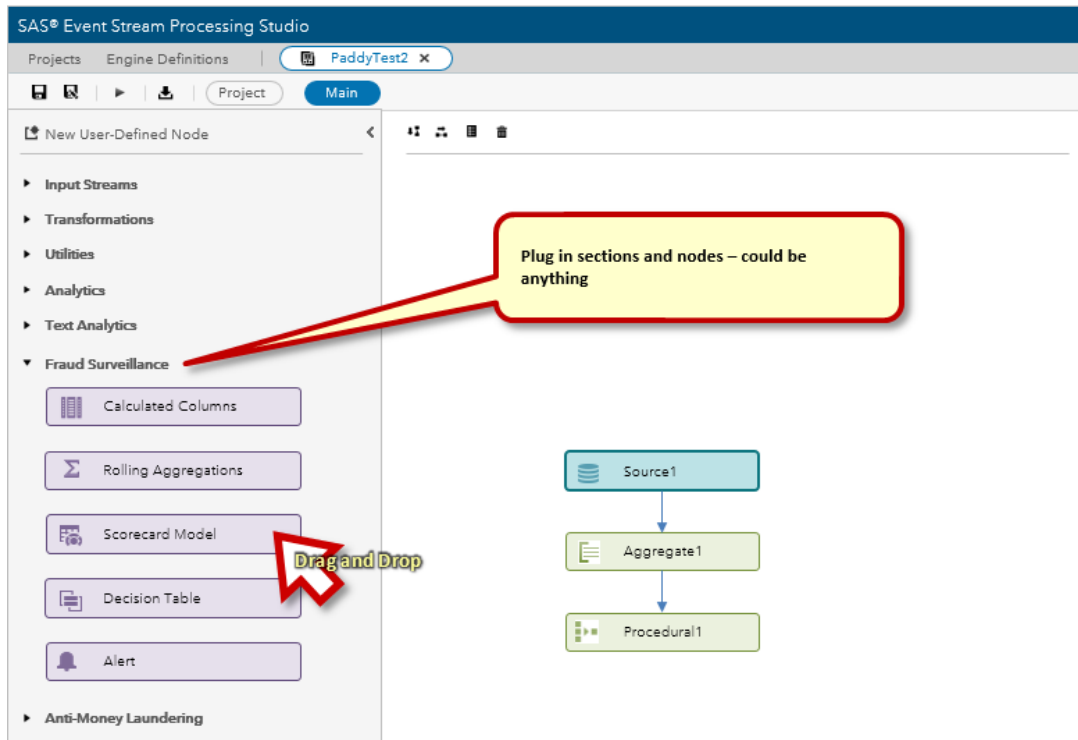 SAS® Event Stream Processing Studio
Projects Engine Definitions PaddyTest2
Project Main
New User-Defined Node
Input Streams
Transformations
Utilities
Analytics
Text Analytics
Fraud Surveillance
Plug in sections and nodes – could be
anything
Calculated Columns
Rolling Aggregations
Scorecard Model
Drag and Drop
Decision Table
Alert
Anti-Money Laundering
Source1
Aggregate1
Procedural1